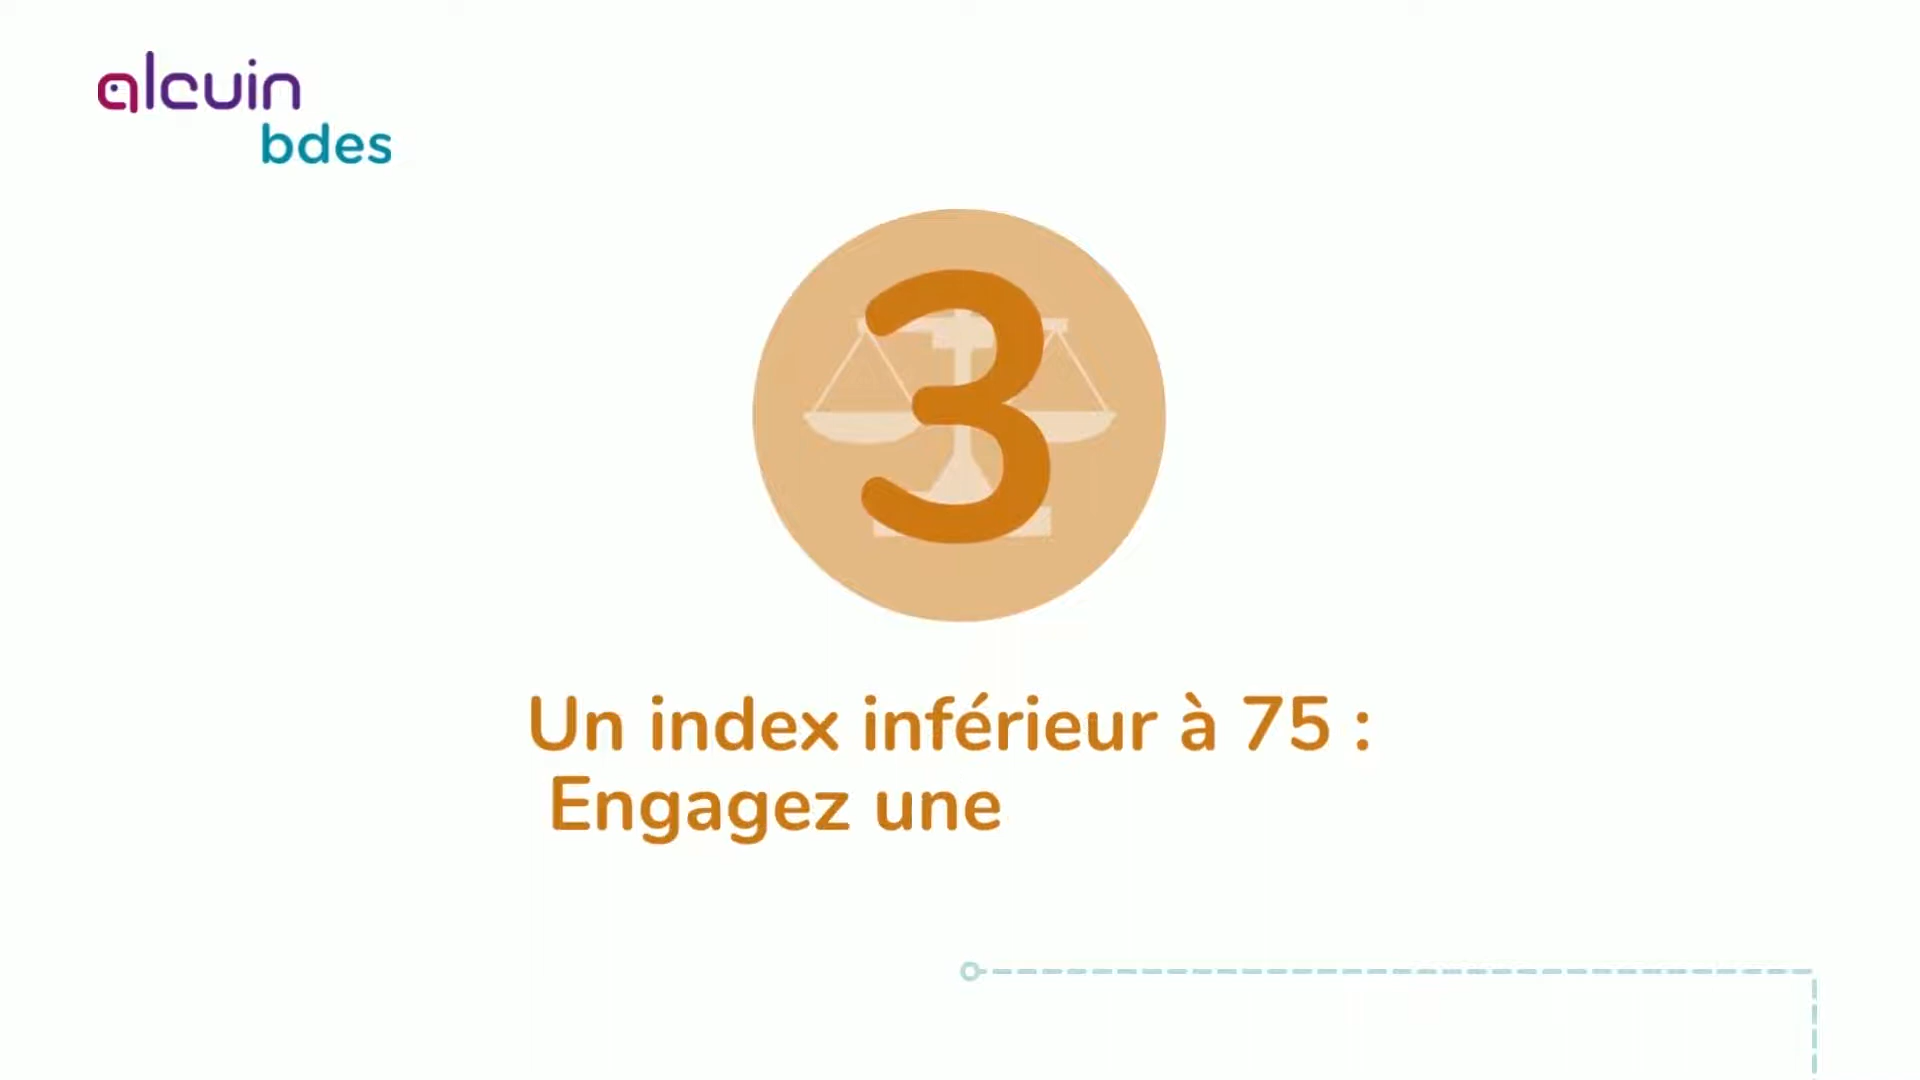 alcuin
bdes
3
Un index inférieur à 75 :
Engagez une